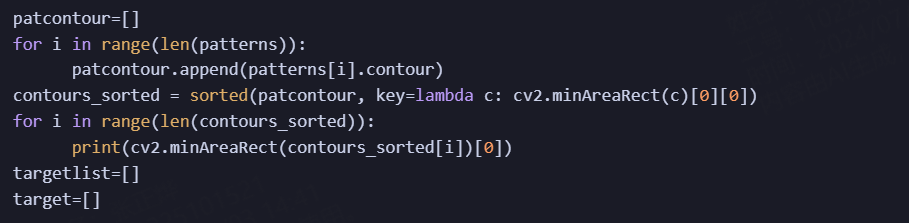 patcontour=[]
for i in range(len(patterns)):
      patcontour.append(patterns[i].contour)
contours_sorted = sorted(patcontour, key=lambda c: cv2.minAreaRect(c)[0][0])
for i in range(len(contours_sorted)):
      print(cv2.minAreaRect(contours_sorted[i])[0])
targetlist=[]
target=[]